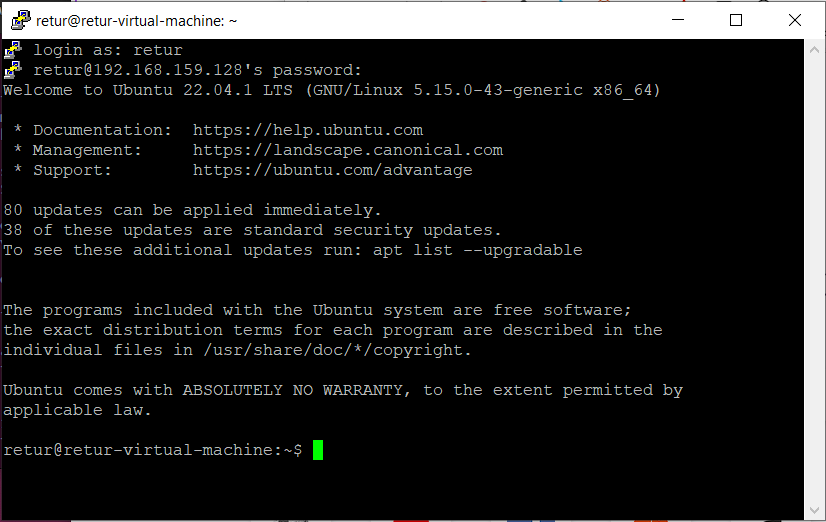 retur@retur-virtual-machine: ~
login as: retur
retur@192.168.159.128's password:
Welcome to Ubuntu 22.04.1 LTS (GNU/Linux 5.15.0-43-generic x86_64)
* Documentation:  https://help.ubuntu.com
* Management:     https://landscape.canonical.com
* Support:        https://ubuntu.com/advantage
80 updates can be applied immediately.
38 of these updates are standard security updates.
To see these additional updates run: apt list --upgradable
The programs included with the Ubuntu system are free software;
the exact distribution terms for each program are described in the
individual files in /usr/share/doc/*/copyright.
Ubuntu comes with ABSOLUTELY NO WARRANTY, to the extent permitted by
applicable law.
retur@retur-virtual-machine:~$